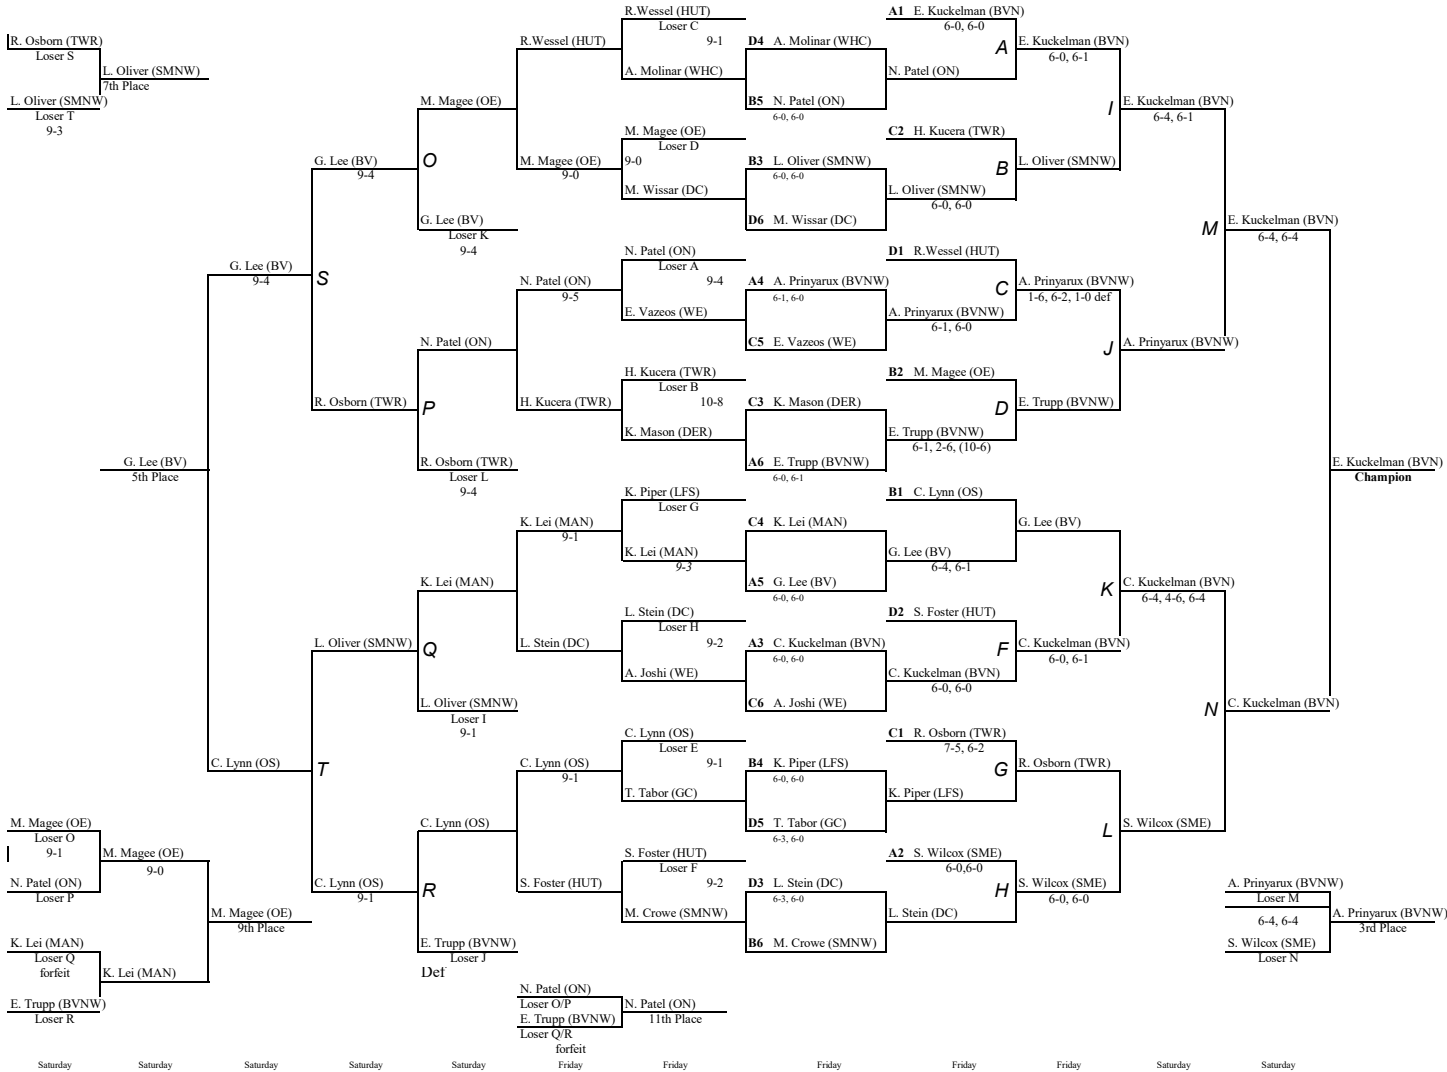 R.Wessel (HUT)
Loser C
9-1
A1 E. Kuckelman (BVN)
6-0, 6-0
A
R. Osborn (TWR)
Loser S
R.Wessel (HUT)
D4 A. Molinar (WHC)
E. Kuckelman (BVN)
6-0, 6-1
L. Oliver (SMNW)
7th Place
A. Molinar (WHC)
N. Patel (ON)
L. Oliver (SMNW)
Loser T
9-3
M. Magee (OE)
B5 N. Patel (ON)
6-0, 6-0
I
E. Kuckelman (BVN)
6-4, 6-1
M. Magee (OE)
Loser D
9-0
C2 H. Kucera (TWR)
G. Lee (BV)
9-4
O
M. Magee (OE)
9-0
B3 L. Oliver (SMNW)
6-0, 6-0
B
L. Oliver (SMNW)
M. Wissar (DC)
L. Oliver (SMNW)
6-0, 6-0
G. Lee (BV)
Loser K
9-4
D6 M. Wissar (DC)
M
E. Kuckelman (BVN)
6-4, 6-4
N. Patel (ON)
Loser A
9-4
D1 R.Wessel (HUT)
G. Lee (BV)
9-4
S
N. Patel (ON)
9-5
A4 A. Prinyarux (BVNW)
6-1, 6-0
C
A. Prinyarux (BVNW)
1-6, 6-2, 1-0 def
E. Vazeos (WE)
A. Prinyarux (BVNW)
6-1, 6-0
N. Patel (ON)
C5 E. Vazeos (WE)
J
A. Prinyarux (BVNW)
H. Kucera (TWR)
Loser B
10-8
B2 M. Magee (OE)
R. Osborn (TWR)
P
H. Kucera (TWR)
C3 K. Mason (DER)
D
E. Trupp (BVNW)
K. Mason (DER)
E. Trupp (BVNW)
6-1, 2-6, (10-6)
G. Lee (BV)
5th Place
R. Osborn (TWR)
Loser L
9-4
A6 E. Trupp (BVNW)
6-0, 6-1
E. Kuckelman (BVN)
Champion
K. Piper (LFS)
Loser G
B1 C. Lynn (OS)
K. Lei (MAN)
9-1
C4 K. Lei (MAN)
G. Lee (BV)
K. Lei (MAN)
9-3
G. Lee (BV)
6-4, 6-1
K. Lei (MAN)
A5 G. Lee (BV)
6-0, 6-0
K
C. Kuckelman (BVN)
6-4, 4-6, 6-4
L. Stein (DC)
Loser H
9-2
D2 S. Foster (HUT)
L. Oliver (SMNW)
Q
L. Stein (DC)
A3 C. Kuckelman (BVN)
6-0, 6-0
F
C. Kuckelman (BVN)
6-0, 6-1
A. Joshi (WE)
C. Kuckelman (BVN)
6-0, 6-0
L. Oliver (SMNW)
Loser I
9-1
C6 A. Joshi (WE)
N
C. Kuckelman (BVN)
C. Lynn (OS)
Loser E
9-1
C1 R. Osborn (TWR)
7-5, 6-2
C. Lynn (OS)
T
C. Lynn (OS)
9-1
B4 K. Piper (LFS)
6-0, 6-0
G
R. Osborn (TWR)
T. Tabor (GC)
K. Piper (LFS)
M. Magee (OE)
Loser O
9-1
C. Lynn (OS)
D5 T. Tabor (GC)
6-3, 6-0
L
S. Wilcox (SME)
M. Magee (OE)
9-0
S. Foster (HUT)
Loser F
9-2
A2 S. Wilcox (SME)
6-0,6-0
N. Patel (ON)
Loser P
C. Lynn (OS)
9-1
R
S. Foster (HUT)
D3 L. Stein (DC)
6-3, 6-0
H
S. Wilcox (SME)
6-0, 6-0
A. Prinyarux (BVNW)
Loser M
6-4, 6-4
M. Magee (OE)
9th Place
M. Crowe (SMNW)
L. Stein (DC)
A. Prinyarux (BVNW)
3rd Place
K. Lei (MAN)
Loser Q
forfeit
E. Trupp (BVNW)
Loser J
Def
B6 M. Crowe (SMNW)
S. Wilcox (SME)
Loser N
K. Lei (MAN)
N. Patel (ON)
Loser O/P
E. Trupp (BVNW)
Loser R
N. Patel (ON)
11th Place
E. Trupp (BVNW)
Loser Q/R
forfeit
Saturday Saturday Saturday Saturday Saturday Friday Friday Friday Friday Friday Saturday Saturday